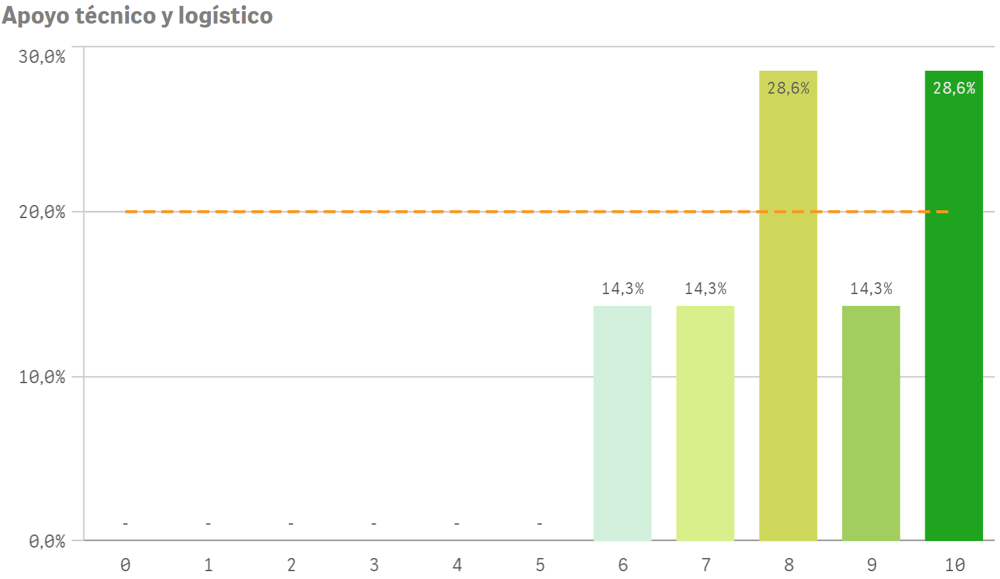 Apoyo técnico y logístico
30,0%
28,6% 28,6%
20,0%
14,3% 14,3% 14,3%
10,0%
- - - - - -
0,0%
0 1 2 3 4 5 6 7 8 9 10